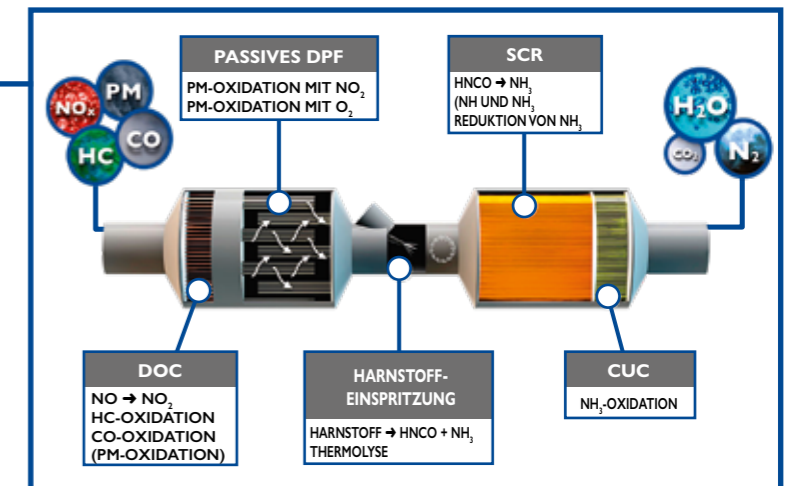 NOₓ
PM
HC
CO
PASSIVES DPF
PM-OXIDATION MIT NO₂
PM-OXIDATION MIT O₂
SCR
HNCO ➔ NH₃
(NH UND NH₃
REDUKTION VON NH₃
H₂O
CO₂
N₂
DOC
NO ➔ NO₂
HC-OXIDATION
CO-OXIDATION
(PM-OXIDATION)
HARNSTOFF-
EINSPRITZUNG
HARNSTOFF ➔ HNCO + NH₃
THERMOLYSE
CUC
NH₃-OXIDATION